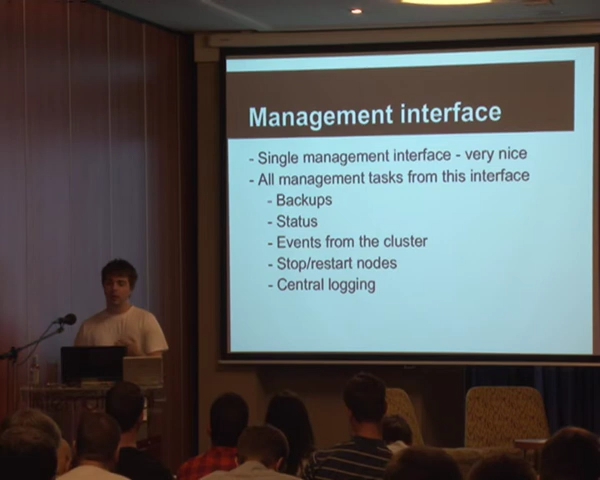 Management interface
- Single management interface - very nice
- All management tasks from this interface
- Backups
- Status
- Events from the cluster
- Stop/restart nodes
- Central logging